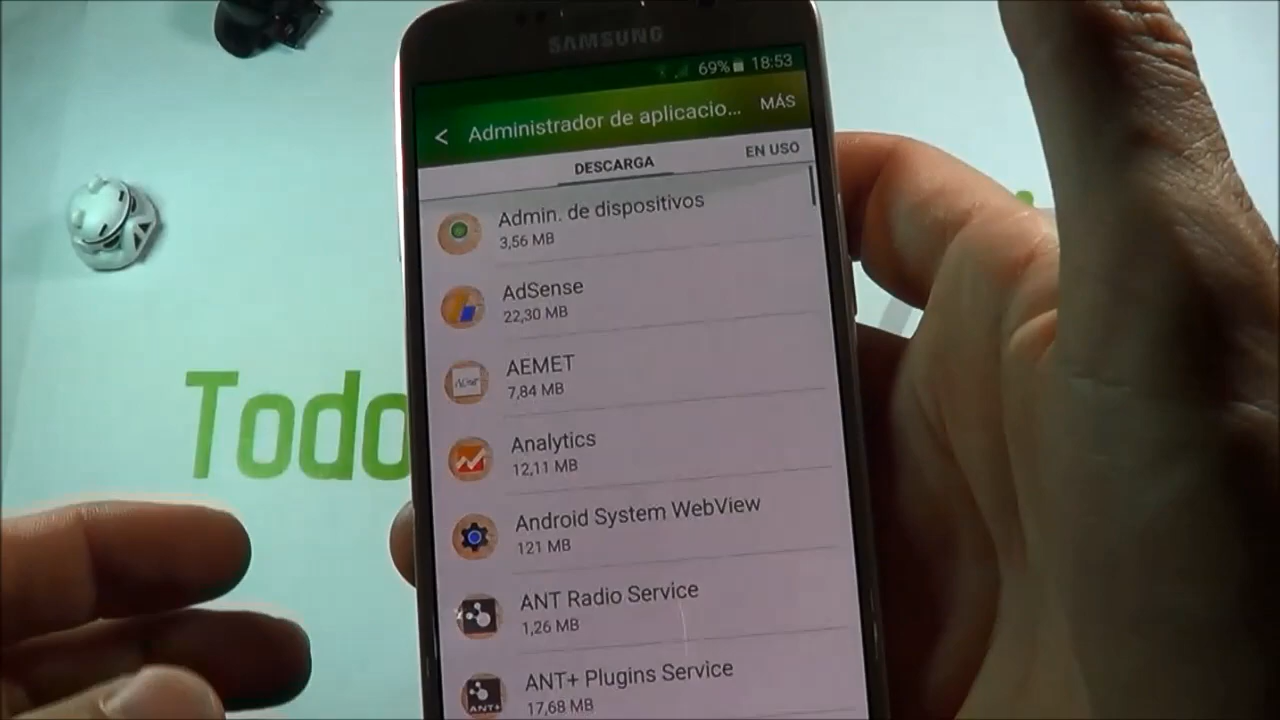 SAMSUNG
69% 18:53
< Administrador de aplicacio... MÁS
DESCARGA EN USO
Admin. de dispositivos
3,56 MB
AdSense
22,30 MB
AEMET
7,84 MB
Analytics
12,11 MB
Android System WebView
121 MB
ANT Radio Service
1,26 MB
ANT+ Plugins Service
ANT+
17,68 MB
Todo